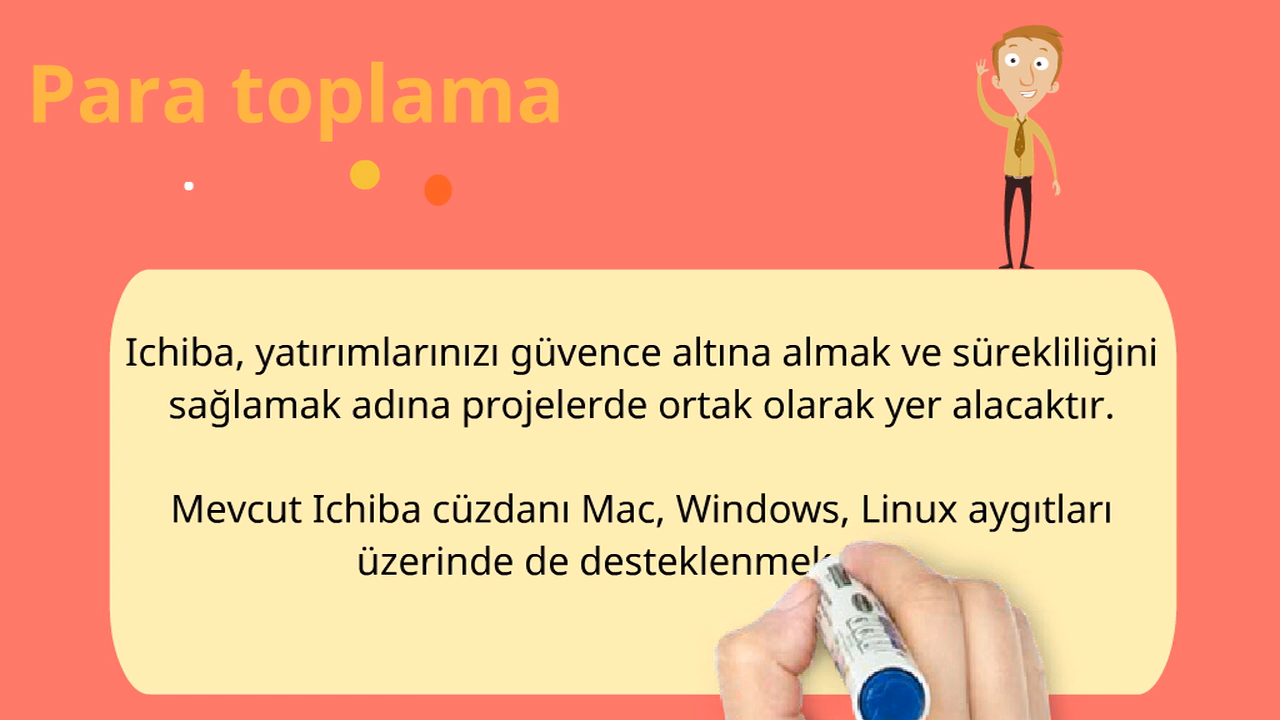 Para toplama
Ichiba, yatırımlarınızı güvence altına almak ve sürekliliğini
sağlamak adına projelerde ortak olarak yer alacaktır.
Mevcut Ichiba cüzdanı Mac, Windows, Linux aygıtları
üzerinde de desteklenmek